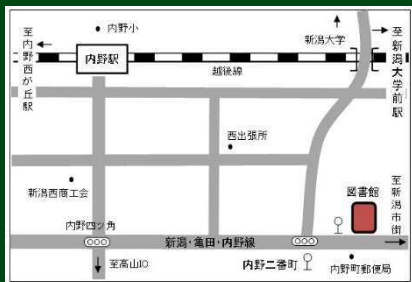 至内野西が丘駅
内野小
新潟大学
至新潟大学前駅
内野駅
越後線
西出張所
新潟西商工会
図書館
至新潟市街
内野四ツ角
新潟・亀田・内野線
至高山IC
内野二番町
内野町郵便局